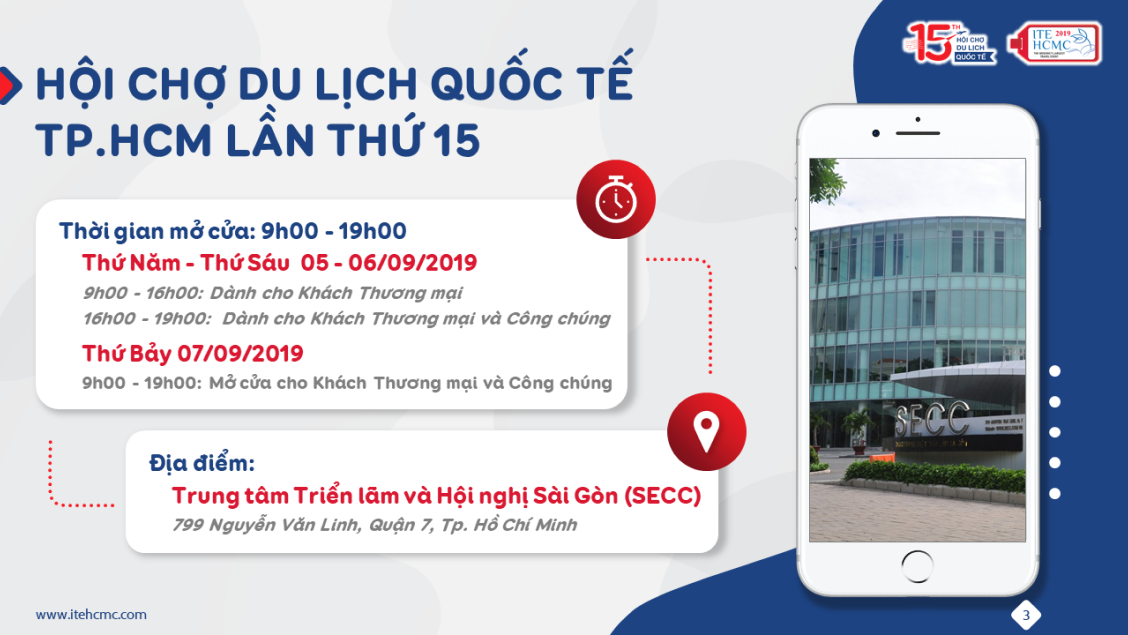 15TH
HỘI CHỢ
DU LỊCH
QUỐC TẾ
ITE 2019
HCMC
HỘI CHỢ DU LỊCH QUỐC TẾ
TP.HCM LẦN THỨ 15
Thời gian mở cửa: 9h00 - 19h00
Thứ Năm - Thứ Sáu 05 - 06/09/2019
9h00 - 16h00: Dành cho Khách Thương mại
16h00 - 19h00: Dành cho Khách Thương mại và Công chúng
Thứ Bảy 07/09/2019
9h00 - 19h00: Mở cửa cho Khách Thương mại và Công chúng
SECC
Địa điểm:
Trung tâm Triển lãm và Hội nghị Sài Gòn (SECC)
799 Nguyễn Văn Linh, Quận 7, Tp. Hồ Chí Minh
www.itehcmc.com
3